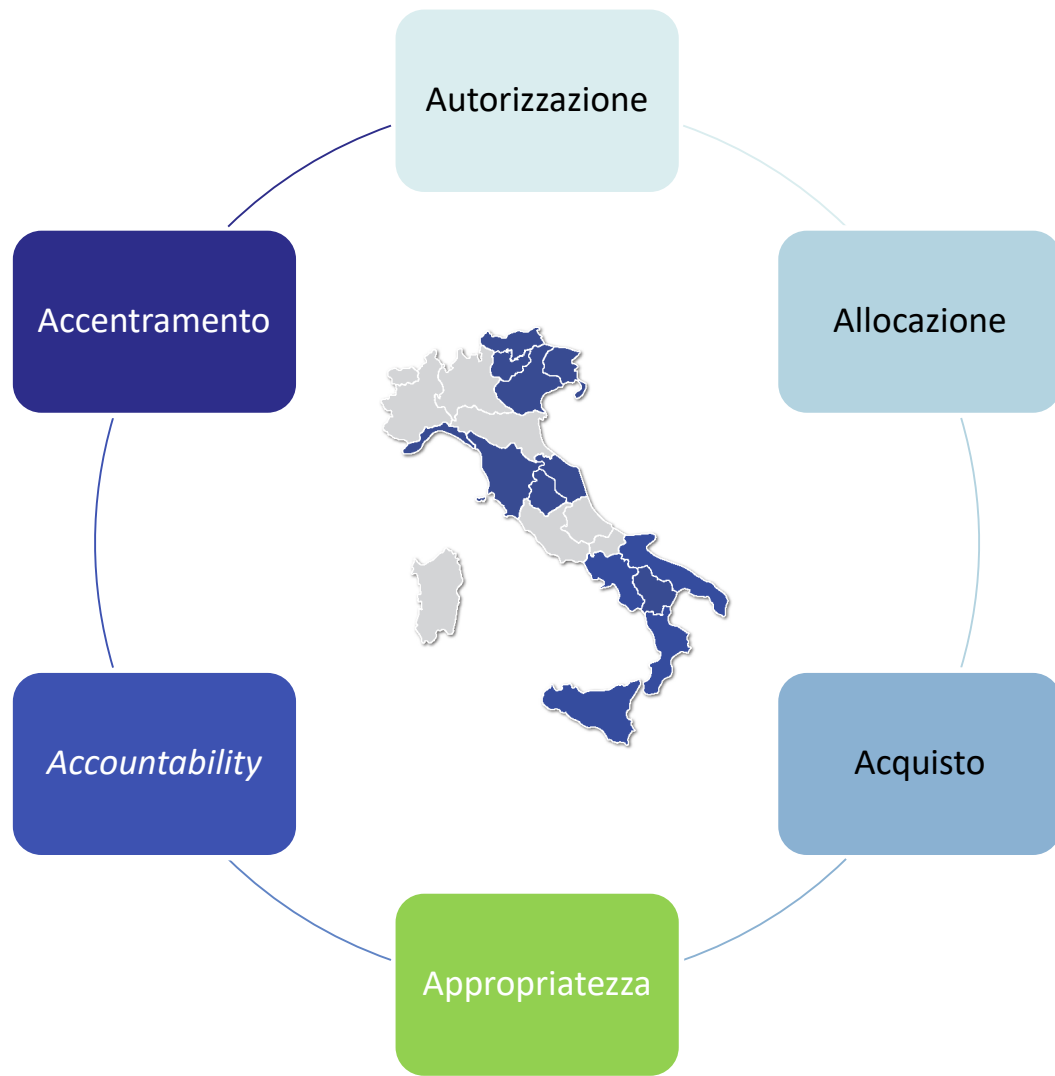 Autorizzazione
Accentramento
Allocazione
Accountability
Acquisto
Appropriatezza